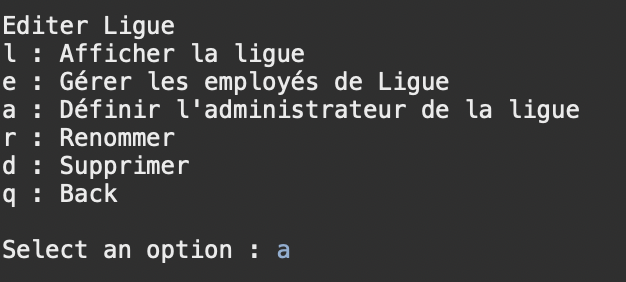 Editer Ligue
l : Afficher la ligue
e : Gérer les employés de Ligue
a : Définir l'administrateur de la ligue
r : Renommer
d : Supprimer
q : Back
Select an option : a